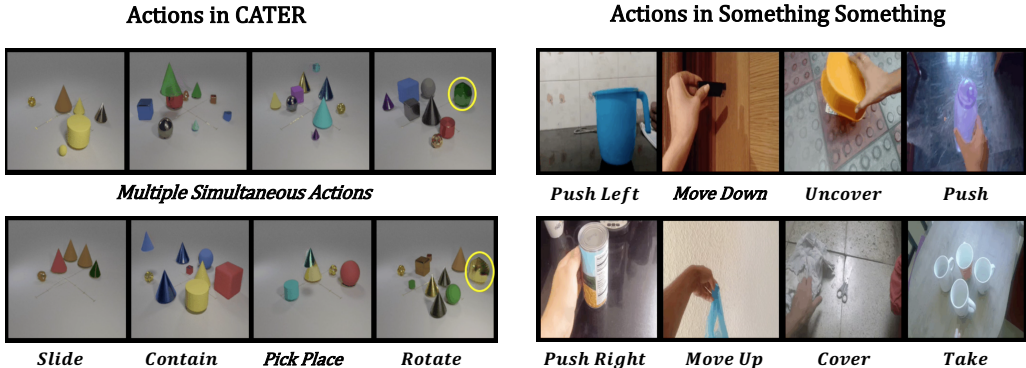 Actions in CATER
Actions in Something Something
Multiple Simultaneous Actions
Push Left
Move Down
Uncover
Push
Slide
Contain
Pick Place
Rotate
Push Right
Move Up
Cover
Take